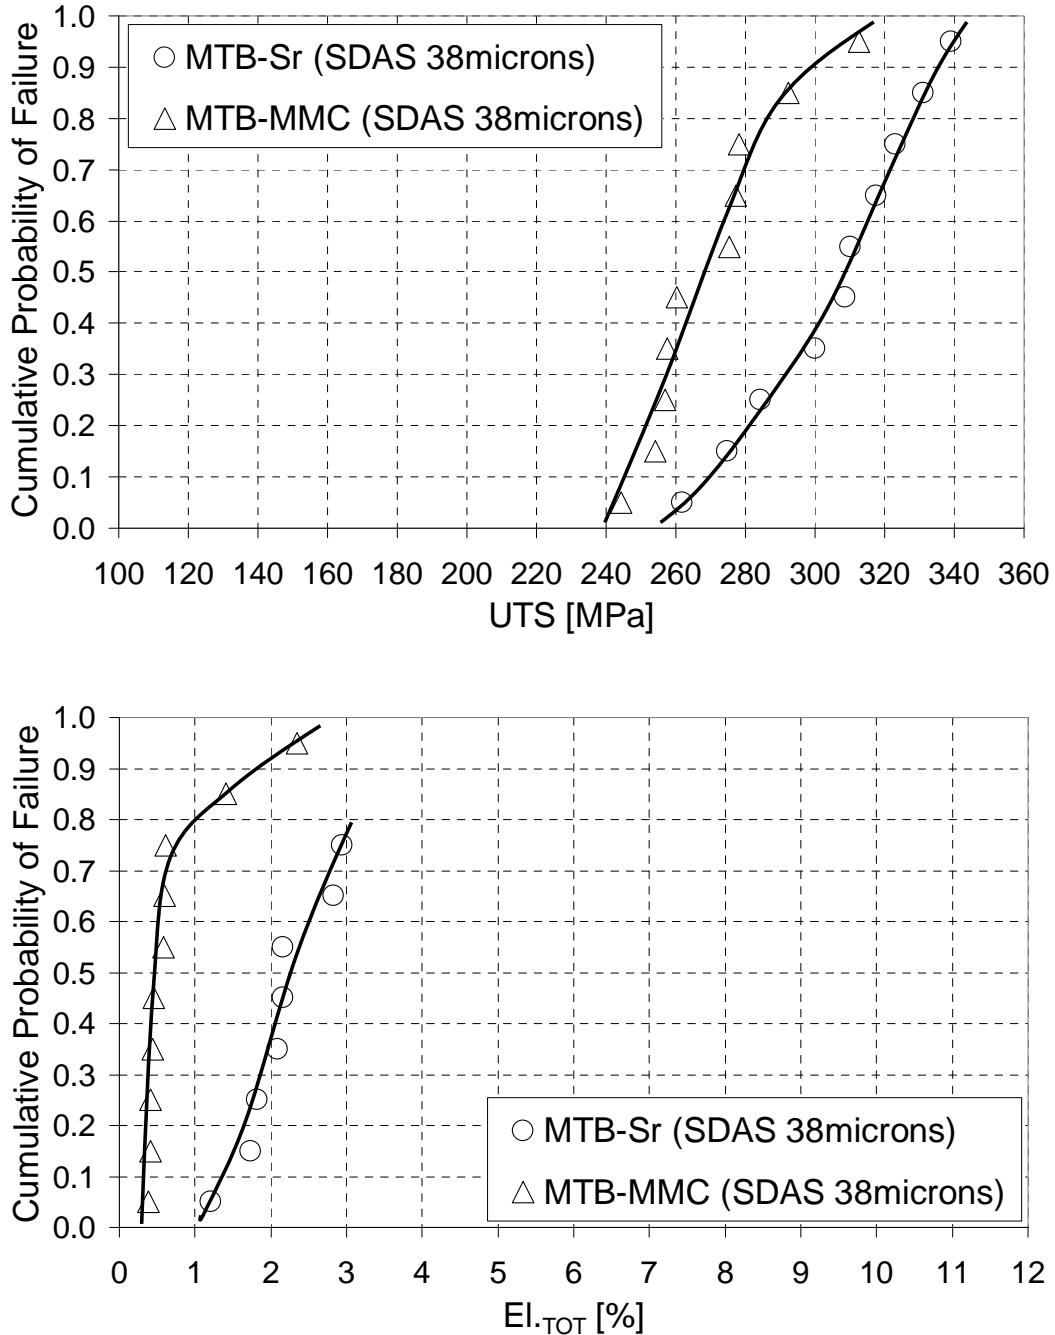 Cumulative Probability of Failure
1.0
0.9
0.8
0.7
0.6
0.5
0.4
0.3
0.2
0.1
0.0
MTB-Sr (SDAS 38microns)
MTB-MMC (SDAS 38microns)
100 120 140 160 180 200 220 240 260 280 300 320 340 360
UTS [MPa]
Cumulative Probability of Failure
1.0
0.9
0.8
0.7
0.6
0.5
0.4
0.3
0.2
0.1
0.0
MTB-Sr (SDAS 38microns)
MTB-MMC (SDAS 38microns)
0 1 2 3 4 5 6 7 8 9 10 11 12
El.TOT [%]